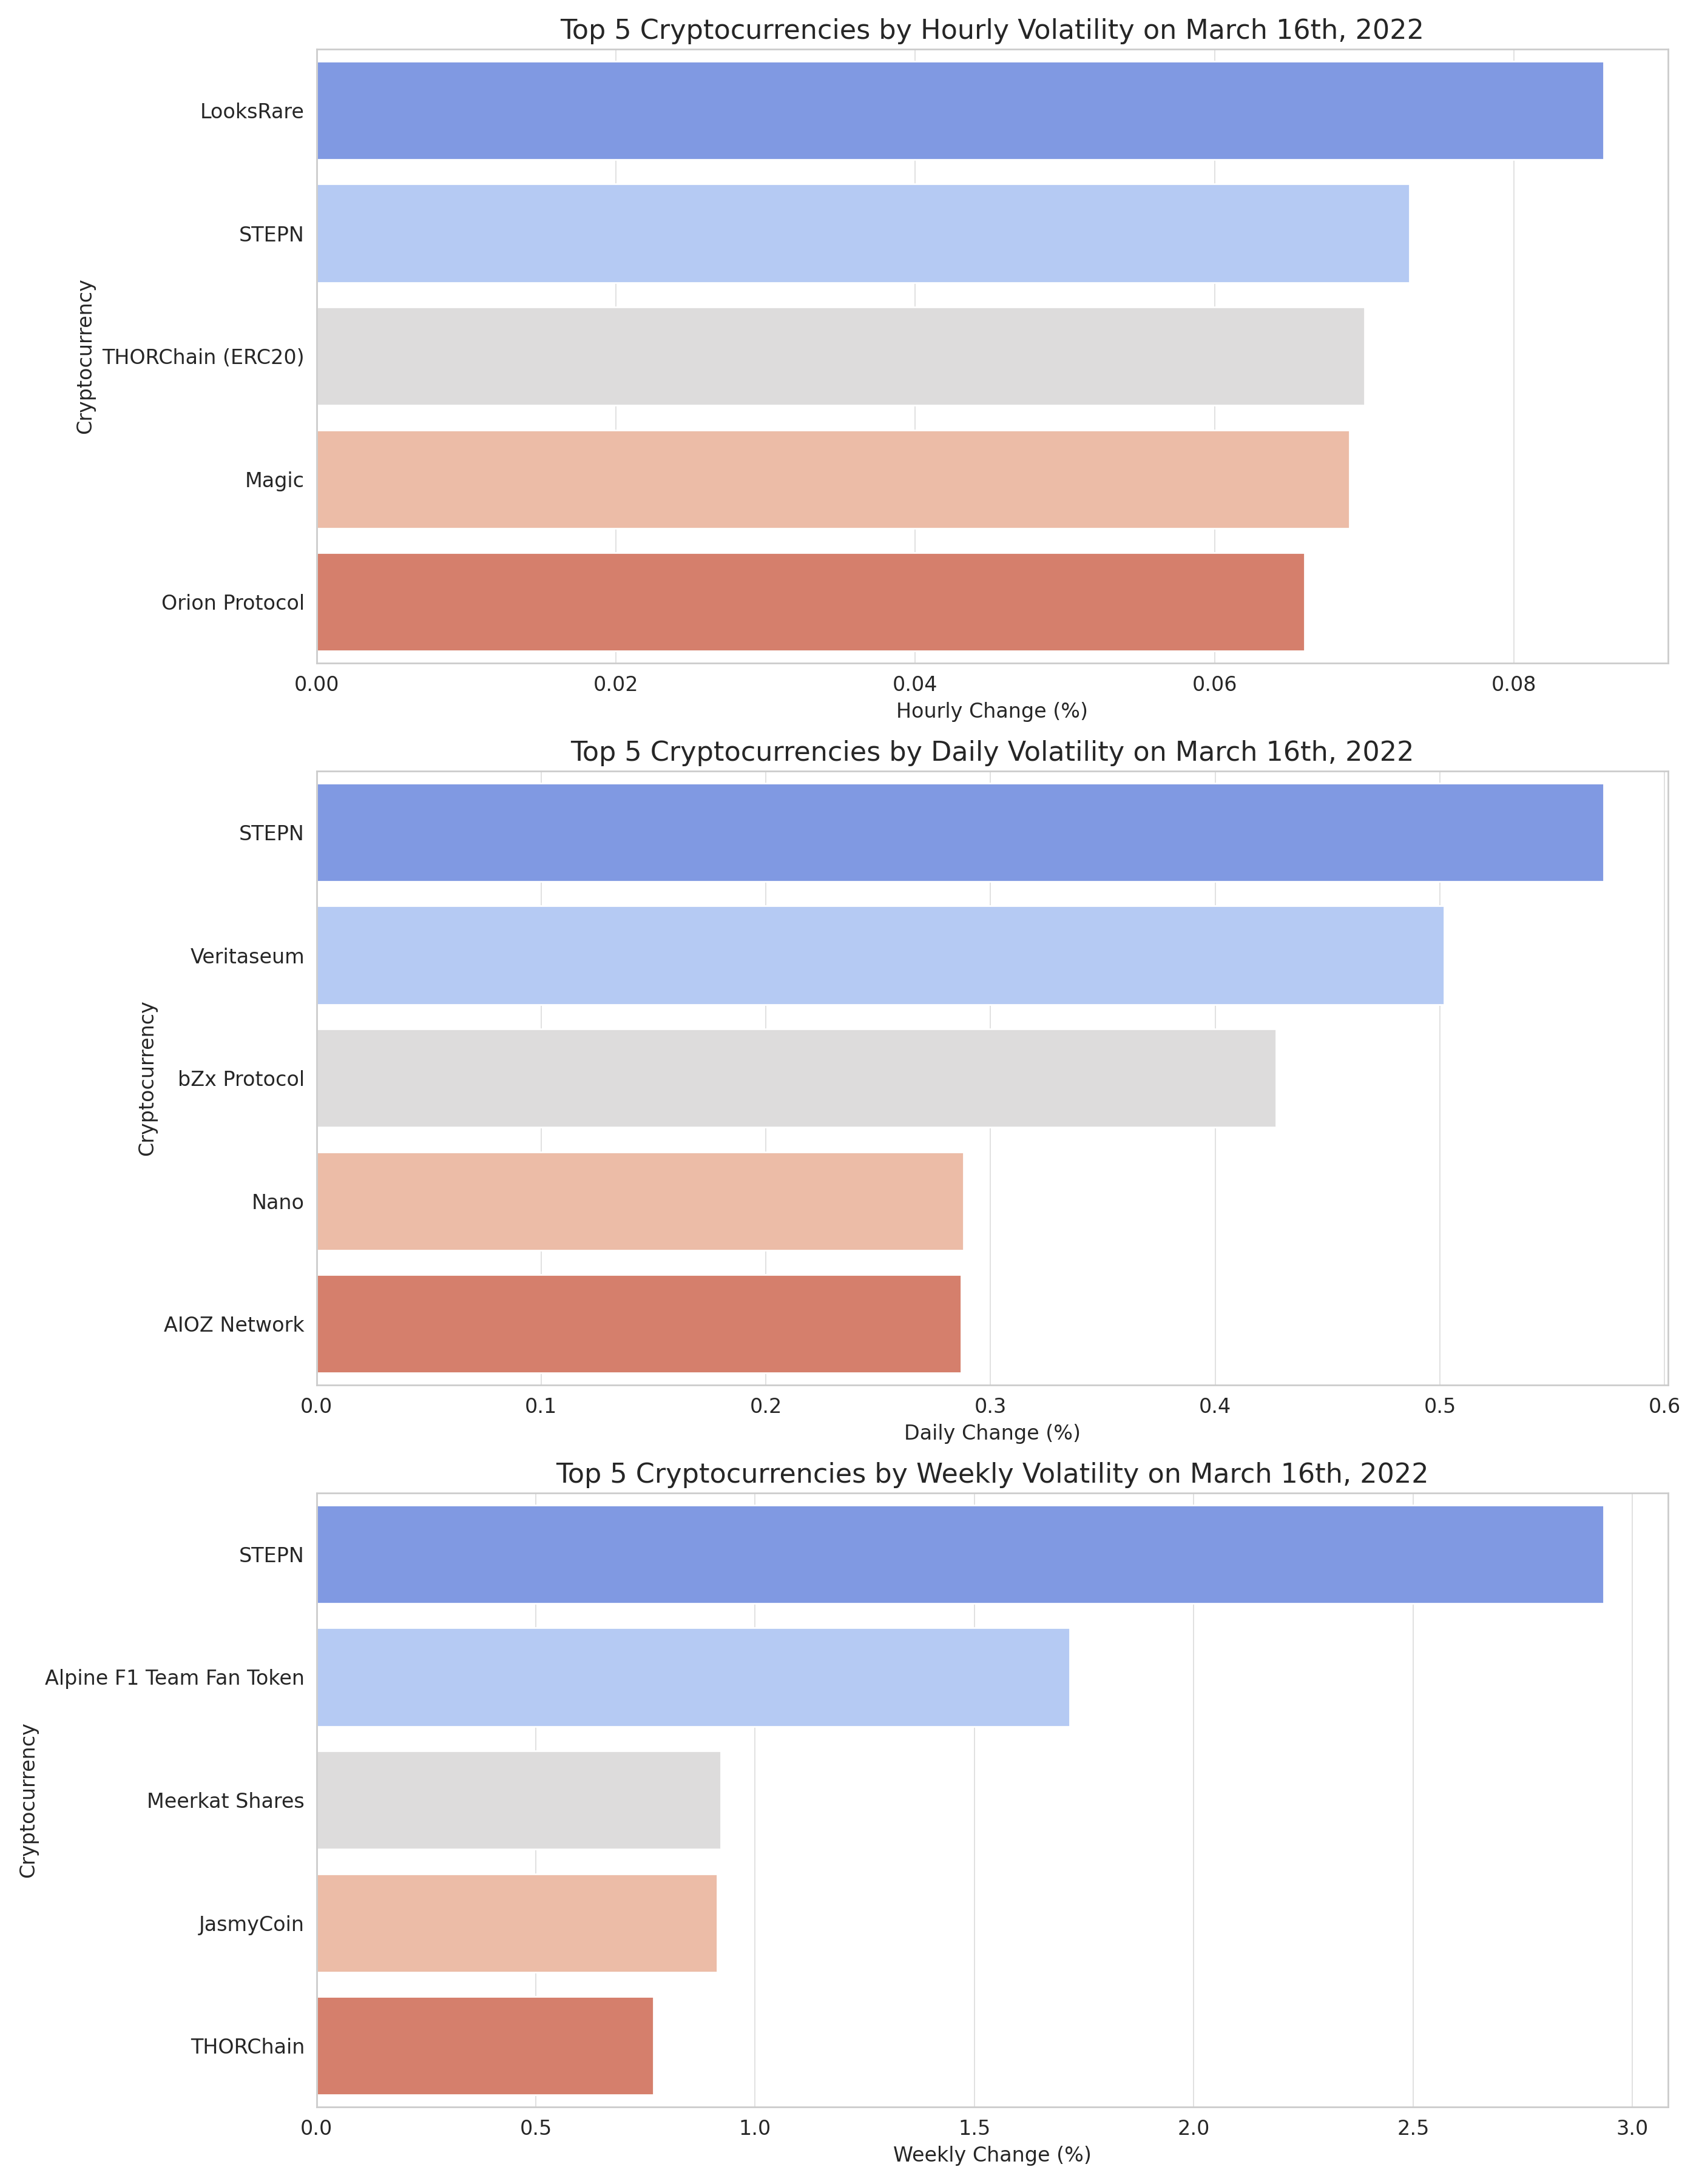 Top 5 Cryptocurrencies by Hourly Volatility on March 16th, 2022
Cryptocurrency
LooksRare
STEPN
THORChain (ERC20)
Magic
Orion Protocol
0.00 0.02 0.04 0.06 0.08
Hourly Change (%)
Top 5 Cryptocurrencies by Daily Volatility on March 16th, 2022
Cryptocurrency
STEPN
Veritaseum
bZx Protocol
Nano
AIOZ Network
0.0 0.1 0.2 0.3 0.4 0.5 0.6
Daily Change (%)
Top 5 Cryptocurrencies by Weekly Volatility on March 16th, 2022
Cryptocurrency
STEPN
Alpine F1 Team Fan Token
Meerkat Shares
JasmyCoin
THORChain
0.0 0.5 1.0 1.5 2.0 2.5 3.0
Weekly Change (%)